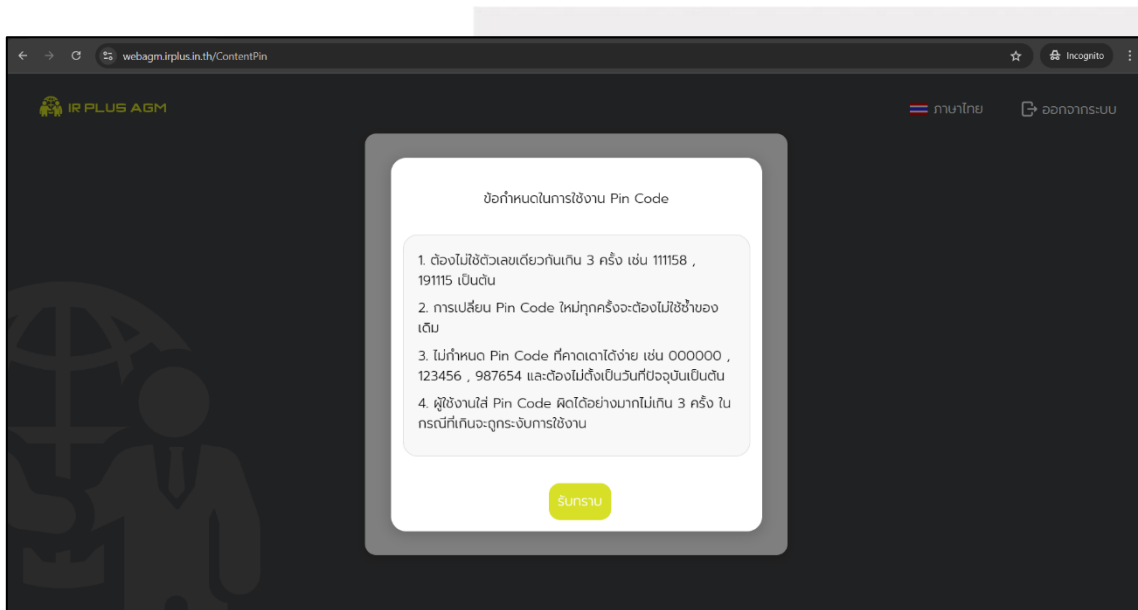 webagm.irplus.in.th/ContentPin
Incognito
IR PLUS AGM
ภาษาไทย
ออกจากระบบ
ข้อกำหนดในการใช้งาน Pin Code
1. ต้องไม่ใช้ตัวเลขเดียวกันเกิน 3 ครั้ง เช่น 111158 ,
191115 เป็นต้น
2. การเปลี่ยน Pin Code ใหม่ทุกครั้งจะต้องไม่ใช้ซ้ำของ
เดิม
3. ไม่กำหนด Pin Code ที่คาดเดาได้ง่าย เช่น 000000 ,
123456 , 987654 และต้องไม่ตั้งเป็นวันที่ปัจจุบันเป็นต้น
4. ผู้ใช้งานใส่ Pin Code ผิดได้อย่างมากไม่เกิน 3 ครั้ง ใน
กรณีที่เกินจะถูกระงับการใช้งาน
รับทราบ